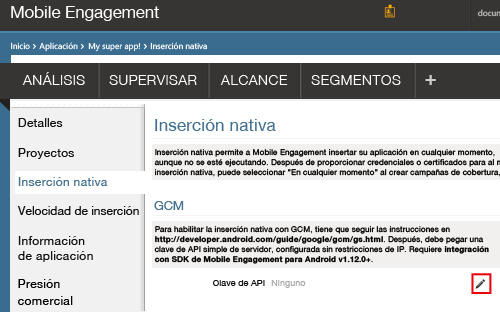 Mobile Engagement
docum
Inicio > Aplicación > My super app! > Inserción nativa
ANÁLISIS
SUPERVISAR
ALCANCE
SEGMENTOS
+
Detalles
Proyectos
Inserción nativa
Velocidad de inserción
Información
de aplicación
Presión
comercial
Inserción nativa
Inserción nativa permite a Mobile Engagement insertar su aplicación en cualquier momento,
aunque no se esté ejecutando. Después de proporcionar credenciales o certificados para al m
inserción nativa, puede seleccionar "En cualquier momento" al crear campañas de cobertura,
GCM
Para habilitar la inserción nativa con GCM, tiene que seguir las instrucciones en
http://developer.android.com/guide/google/gcm/gs.html. Después, debe pegar una
clave de API simple de servidor, configurada sin restricciones de IP. Requiere integración
con SDK de Mobile Engagement para Android v1.12.0+.
Clave de API Ninguno